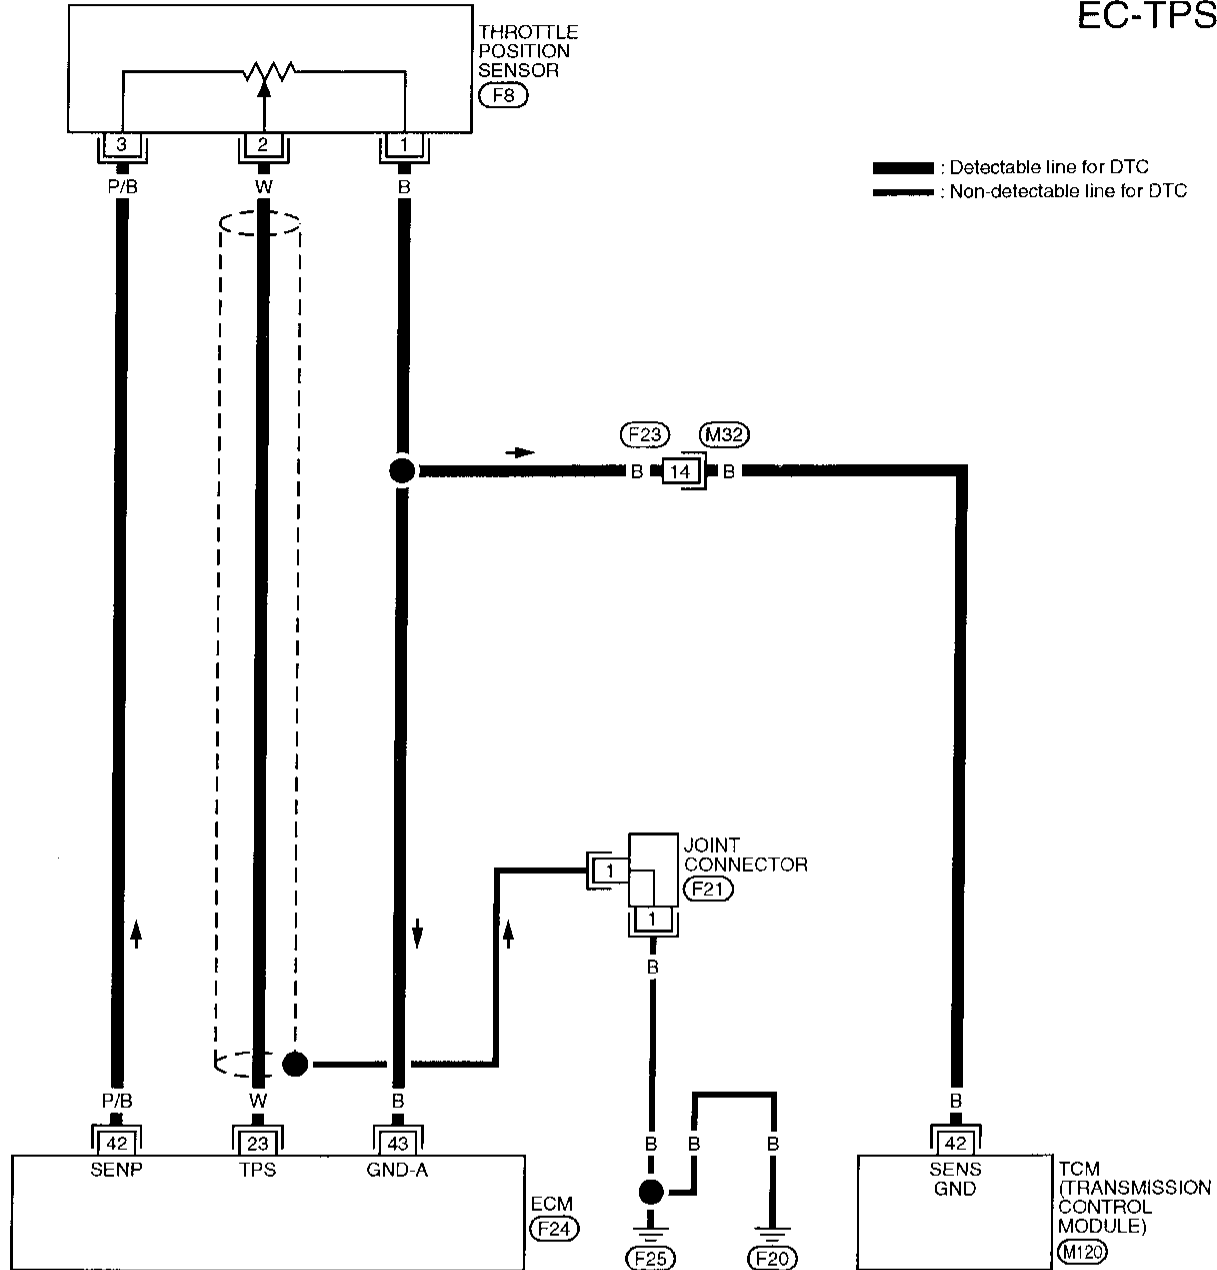 EC-TPS
THROTTLE
POSITION
SENSOR
F8
3 2 1
P/B W B
: Detectable line for DTC
: Non-detectable line for DTC
F23 M32
B 14 B
JOINT
CONNECTOR
F21
1
1
B
P/B W B B
B B B
42 23 43 42
SENP TPS GND-A
SENS
GND
ECM
F24
F25 F20
TCM
(TRANSMISSION
CONTROL
MODULE)
M120